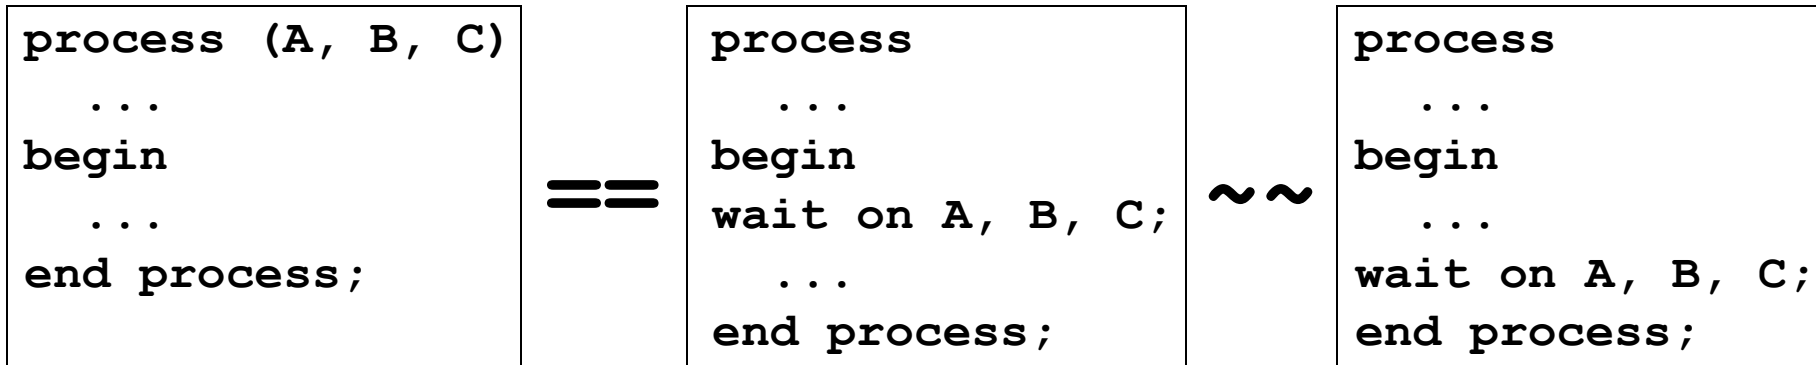 process (A, B, C)
...
begin
...
end process;
==
process
...
begin
wait on A, B, C;
...
end process;
~~
process
...
begin
...
wait on A, B, C;
end process;